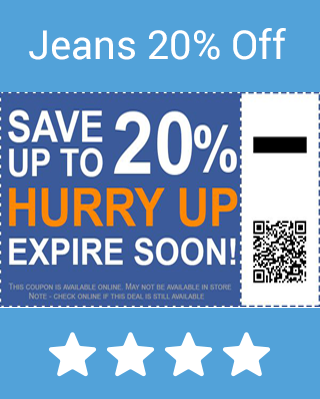 Jeans 20% Off
SAVE
UP TO 20%
HURRY UP
EXPIRE SOON!
THIS COUPON IS AVAILABLE ONLINE. MAY NOT BE AVAILABLE IN STORE
NOTE - CHECK ONLINE IF THIS DEAL IS STILL AVAILABLE